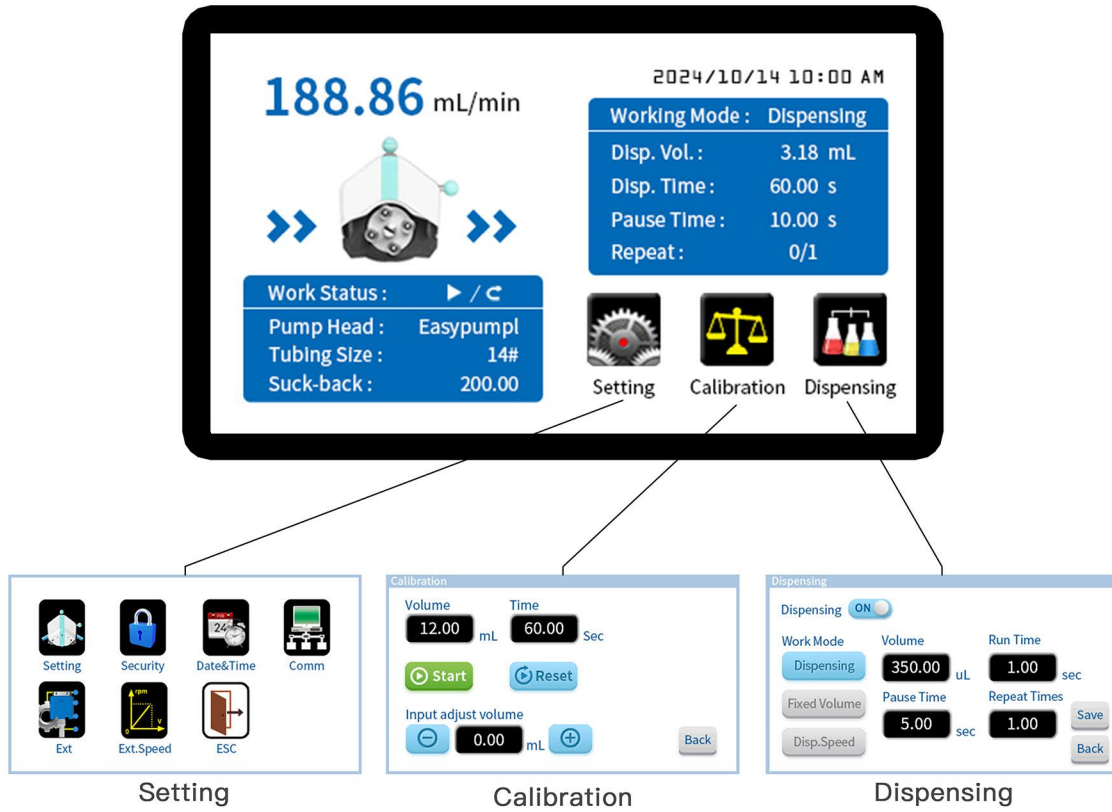 188.86 mL/min
2024/10/14 10:00 AM
Working Mode : Dispensing
Disp. Vol. : 3.18 mL
Disp. Time : 60.00 s
Pause Time : 10.00 s
Repeat : 0/1
Work Status : /
Pump Head : Easypumpl
Tubing Size : 14#
Suck-back : 200.00
Setting Calibration Dispensing
Setting Security Date&Time Comm
24
rpm
0 V
Ext Ext.Speed ESC
Setting
Calibration
Volume Time
12.00 mL 60.00 Sec
Start Reset
Input adjust volume
0.00 mL
Back
Calibration
Dispensing
Dispensing ON
Work Mode Volume Run Time
Dispensing 350.00 uL 1.00 sec
Fixed Volume Pause Time Repeat Times
5.00 sec 1.00 Save
Disp.Speed Back
Dispensing